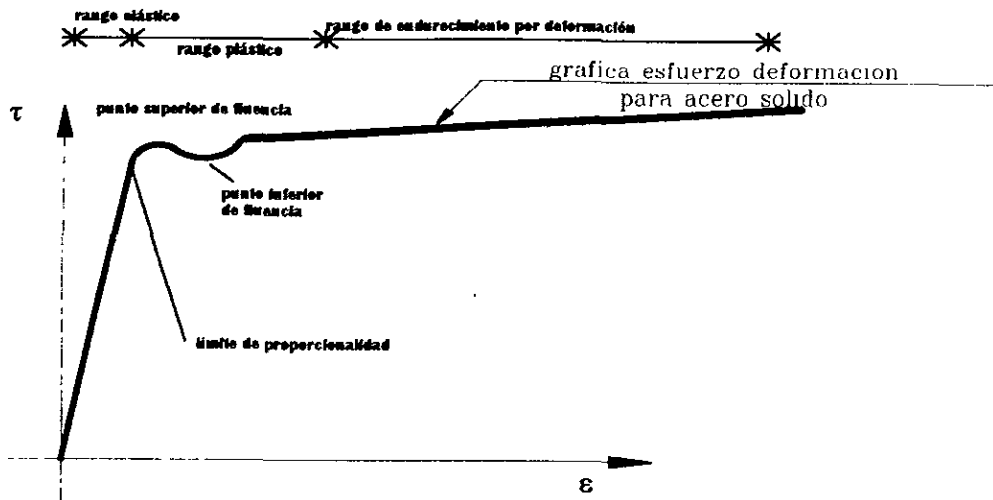 rango elástico
rango plástico
rango de endurecimiento por deformación
grafica esfuerzo deformacion
para acero solido
τ
punto superior de fluencia
punto inferior
de fluencia
límite de proporcionalidad
ε